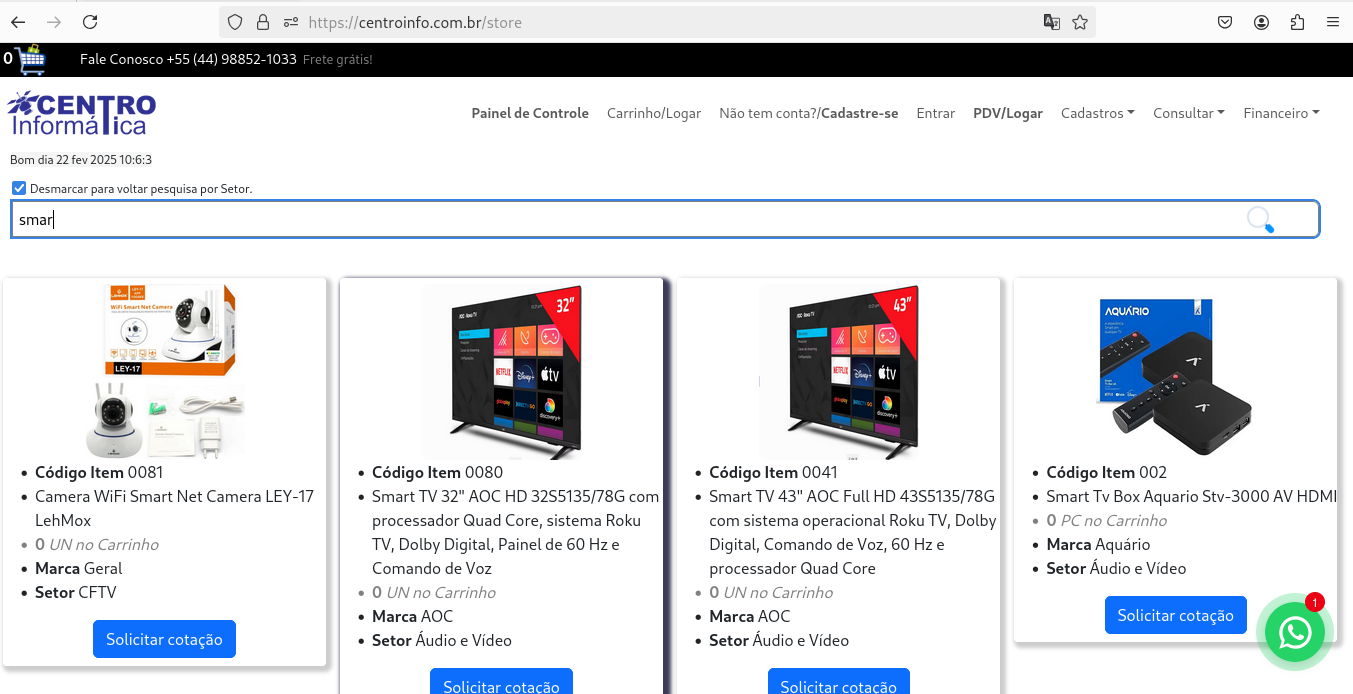 https://centroinfo.com.br/store
0
Fale Conosco +55 (44) 98852-1033 Frete grátis!
CENTRO
InformÁtica
Painel de Controle Carrinho/Logar Não tem conta?/Cadastre-se Entrar PDV/Logar Cadastros Consultar Financeiro
Bom dia 22 fev 2025 10:6:3
Desmarcar para voltar pesquisa por Setor.
smar
WiFi Smart Net Camera
LEY-17
Código Item 0081
Camera WiFi Smart Net Camera LEY-17
LehMox
0 UN no Carrinho
Marca Geral
Setor CFTV
Solicitar cotação
32"
NETFLIX
Disney+
tv
discovery+
Código Item 0080
Smart TV 32" AOC HD 32S5135/78G com
processador Quad Core, sistema Roku
TV, Dolby Digital, Painel de 60 Hz e
Comando de Voz
0 UN no Carrinho
Marca AOC
Setor Áudio e Vídeo
Solicitar cotação
43"
NETFLIX
Disney+
tv
discovery+
Código Item 0041
Smart TV 43" AOC Full HD 43S5135/78G
com sistema operacional Roku TV, Dolby
Digital, Comando de Voz, 60 Hz e
processador Quad Core
0 UN no Carrinho
Marca AOC
Setor Áudio e Vídeo
Solicitar cotação
AQUÁRIO
Código Item 002
Smart Tv Box Aquario Stv-3000 AV HDMI
0 PC no Carrinho
Marca Aquário
Setor Áudio e Vídeo
Solicitar cotação
1